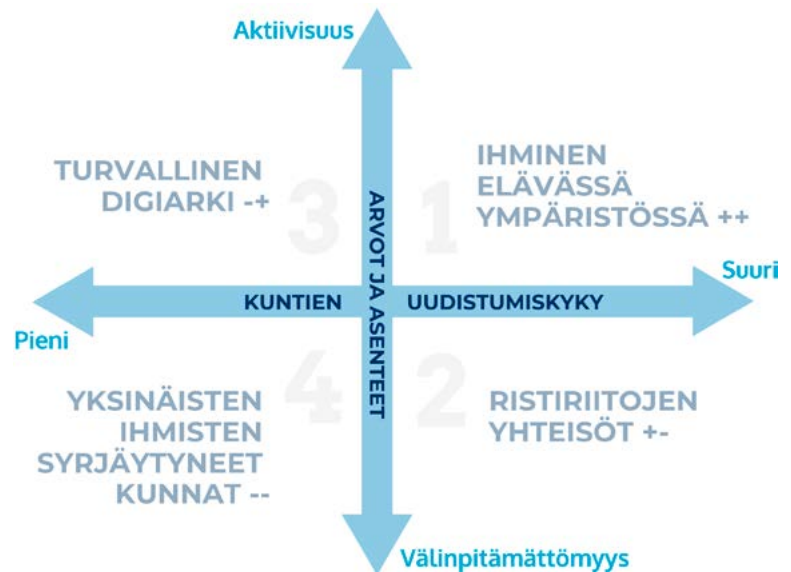 Aktiivisuus
TURVALLINEN
DIGIARKI -+
3
1
IHMINEN
ELÄVÄSSÄ
YMPÄRISTÖSSÄ ++
ARVOT JA ASENTEET
Suuri
KUNTIEN UUDISTUMISKYKY
Pieni
YKSINÄISTEN
IHMISTEN
SYRJÄYTYNEET
KUNNAT --
4
2
RISTIRIITOJEN
YHTEISÖT +-
Välinpitämättömyys